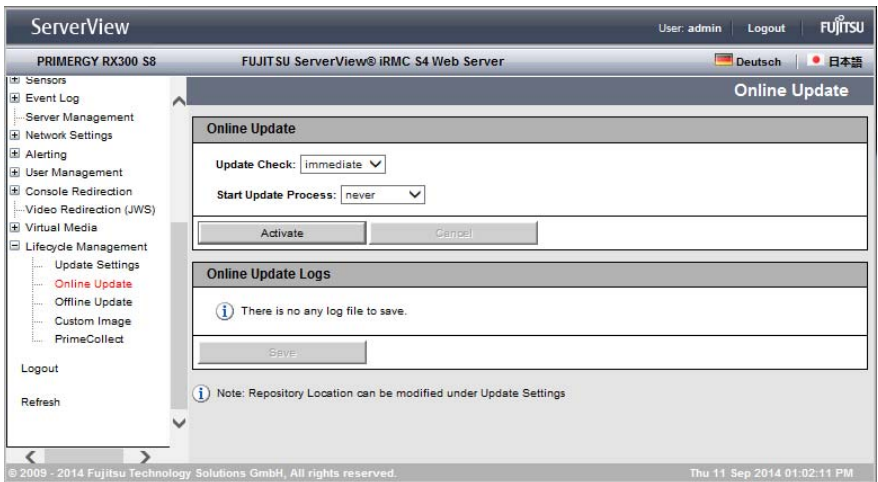 ServerView
User: admin Logout FUJITSU
PRIMERGY RX300 S8 FUJITSU ServerView® iRMC S4 Web Server Deutsch 日本語
Sensors
Event Log
Server Management
Network Settings
Alerting
User Management
Console Redirection
Video Redirection (JWS)
Virtual Media
Lifecycle Management
Update Settings
Online Update
Offline Update
Custom Image
PrimeCollect
Logout
Refresh
Online Update
Online Update
Update Check: immediate
Start Update Process: never
Activate Cancel
Online Update Logs
There is no any log file to save.
Save
Note: Repository Location can be modified under Update Settings
© 2009 - 2014 Fujitsu Technology Solutions GmbH, All rights reserved. Thu 11 Sep 2014 01:02:11 PM